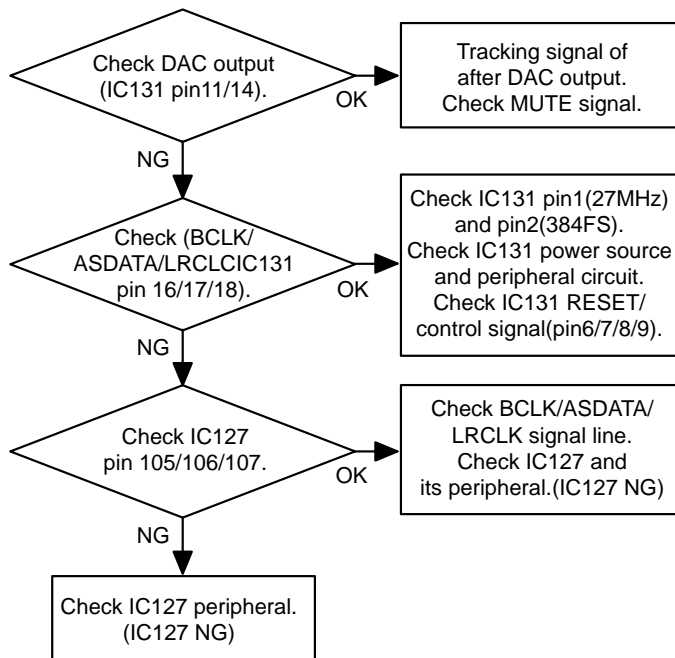 Check DAC output
(IC131 pin11/14).
OK
Tracking signal of
after DAC output.
Check MUTE signal.
NG
Check (BCLK/
ASDATA/LRCLCIC131
pin 16/17/18).
OK
Check IC131 pin1(27MHz)
and pin2(384FS).
Check IC131 power source
and peripheral circuit.
Check IC131 RESET/
control signal(pin6/7/8/9).
NG
Check IC127
pin 105/106/107.
OK
Check BCLK/ASDATA/
LRCLK signal line.
Check IC127 and
its peripheral.(IC127 NG)
NG
Check IC127 peripheral.
(IC127 NG)